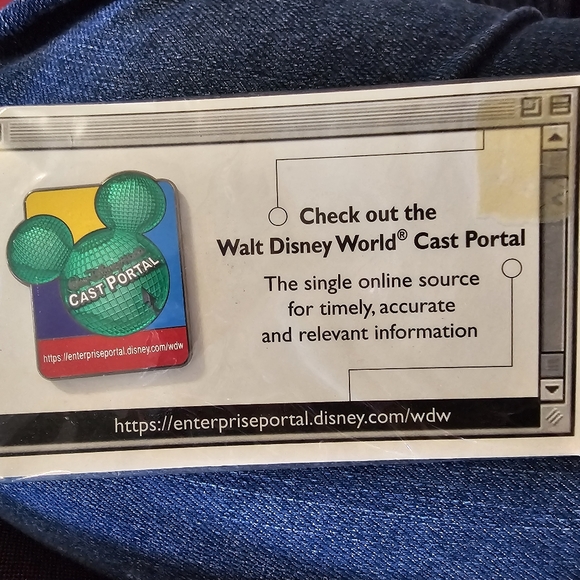 Check out the
Walt Disney World® Cast Portal
The single online source
for timely, accurate
and relevant information
CAST PORTAL
https://enterpriseportal.disney.com/wdw
https://enterpriseportal.disney.com/wdw